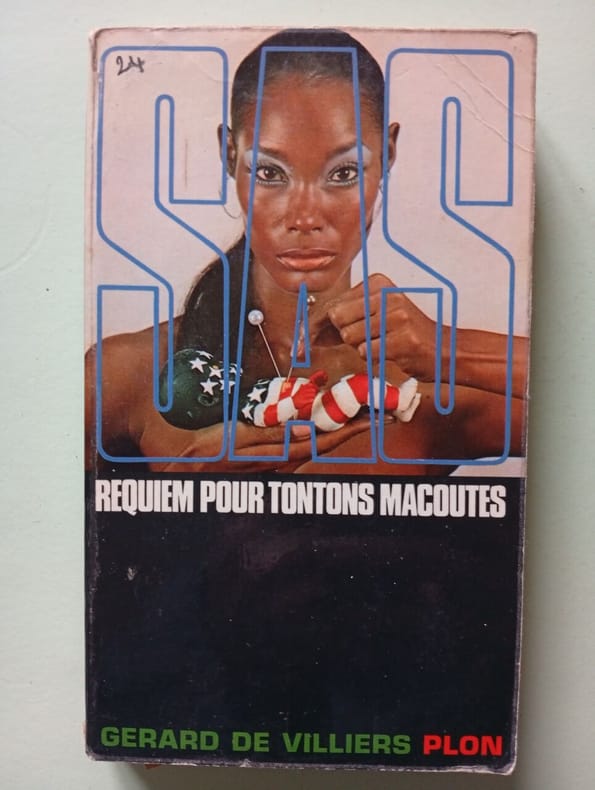 24
SAS
REQUIEM POUR TONTONS MACOUTES
GERARD DE VILLIERS PLON